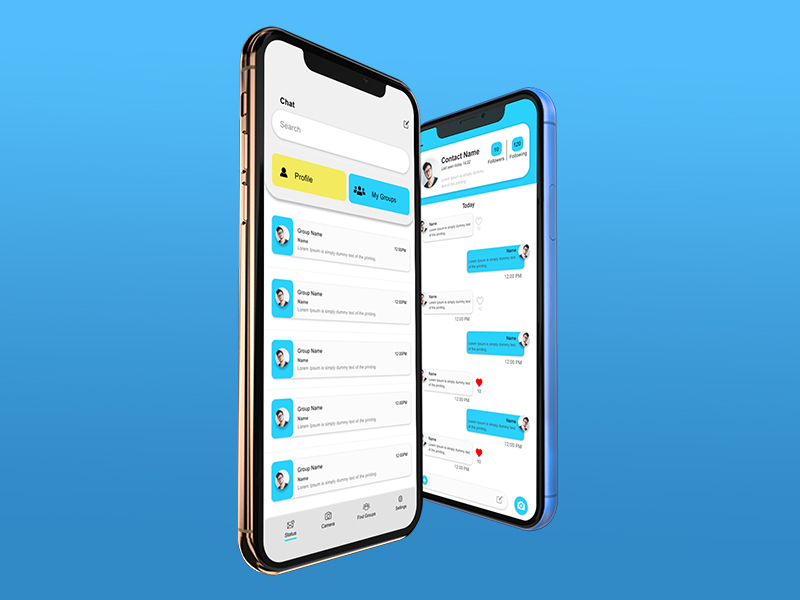 Chat
Search
Profile
My Groups
Group Name
Name
12:00PM
Lorem Ipsum is simply dummy text of the printing.
Group Name
Name
12:00PM
Lorem Ipsum is simply dummy text of the printing.
Group Name
Name
12:00PM
Lorem Ipsum is simply dummy text of the printing.
Group Name
Name
12:00PM
Lorem Ipsum is simply dummy text of the printing.
Group Name
Name
12:00PM
Lorem Ipsum is simply dummy text of the printing.
Status
Camera
Find Groups
Settings
Contact Name
Last seen today 14.02
Lorem Ipsum is simply dummy
text of the printing.
10
Followers
120
Following
Today
Name
Lorem Ipsum is simply dummy text
of the printing.
Name
Lorem Ipsum is simply dummy text
of the printing.
12:00 PM
Name
Lorem Ipsum is simply dummy text
of the printing.
12:00 PM
Name
Lorem Ipsum is simply dummy text
of the printing.
12:00 PM
Name
Lorem Ipsum is simply dummy text
of the printing.
10
12:00 PM
Name
Lorem Ipsum is simply dummy text
of the printing.
12:00 PM
Name
Lorem Ipsum is simply dummy text
of the printing.
10
12:00 PM